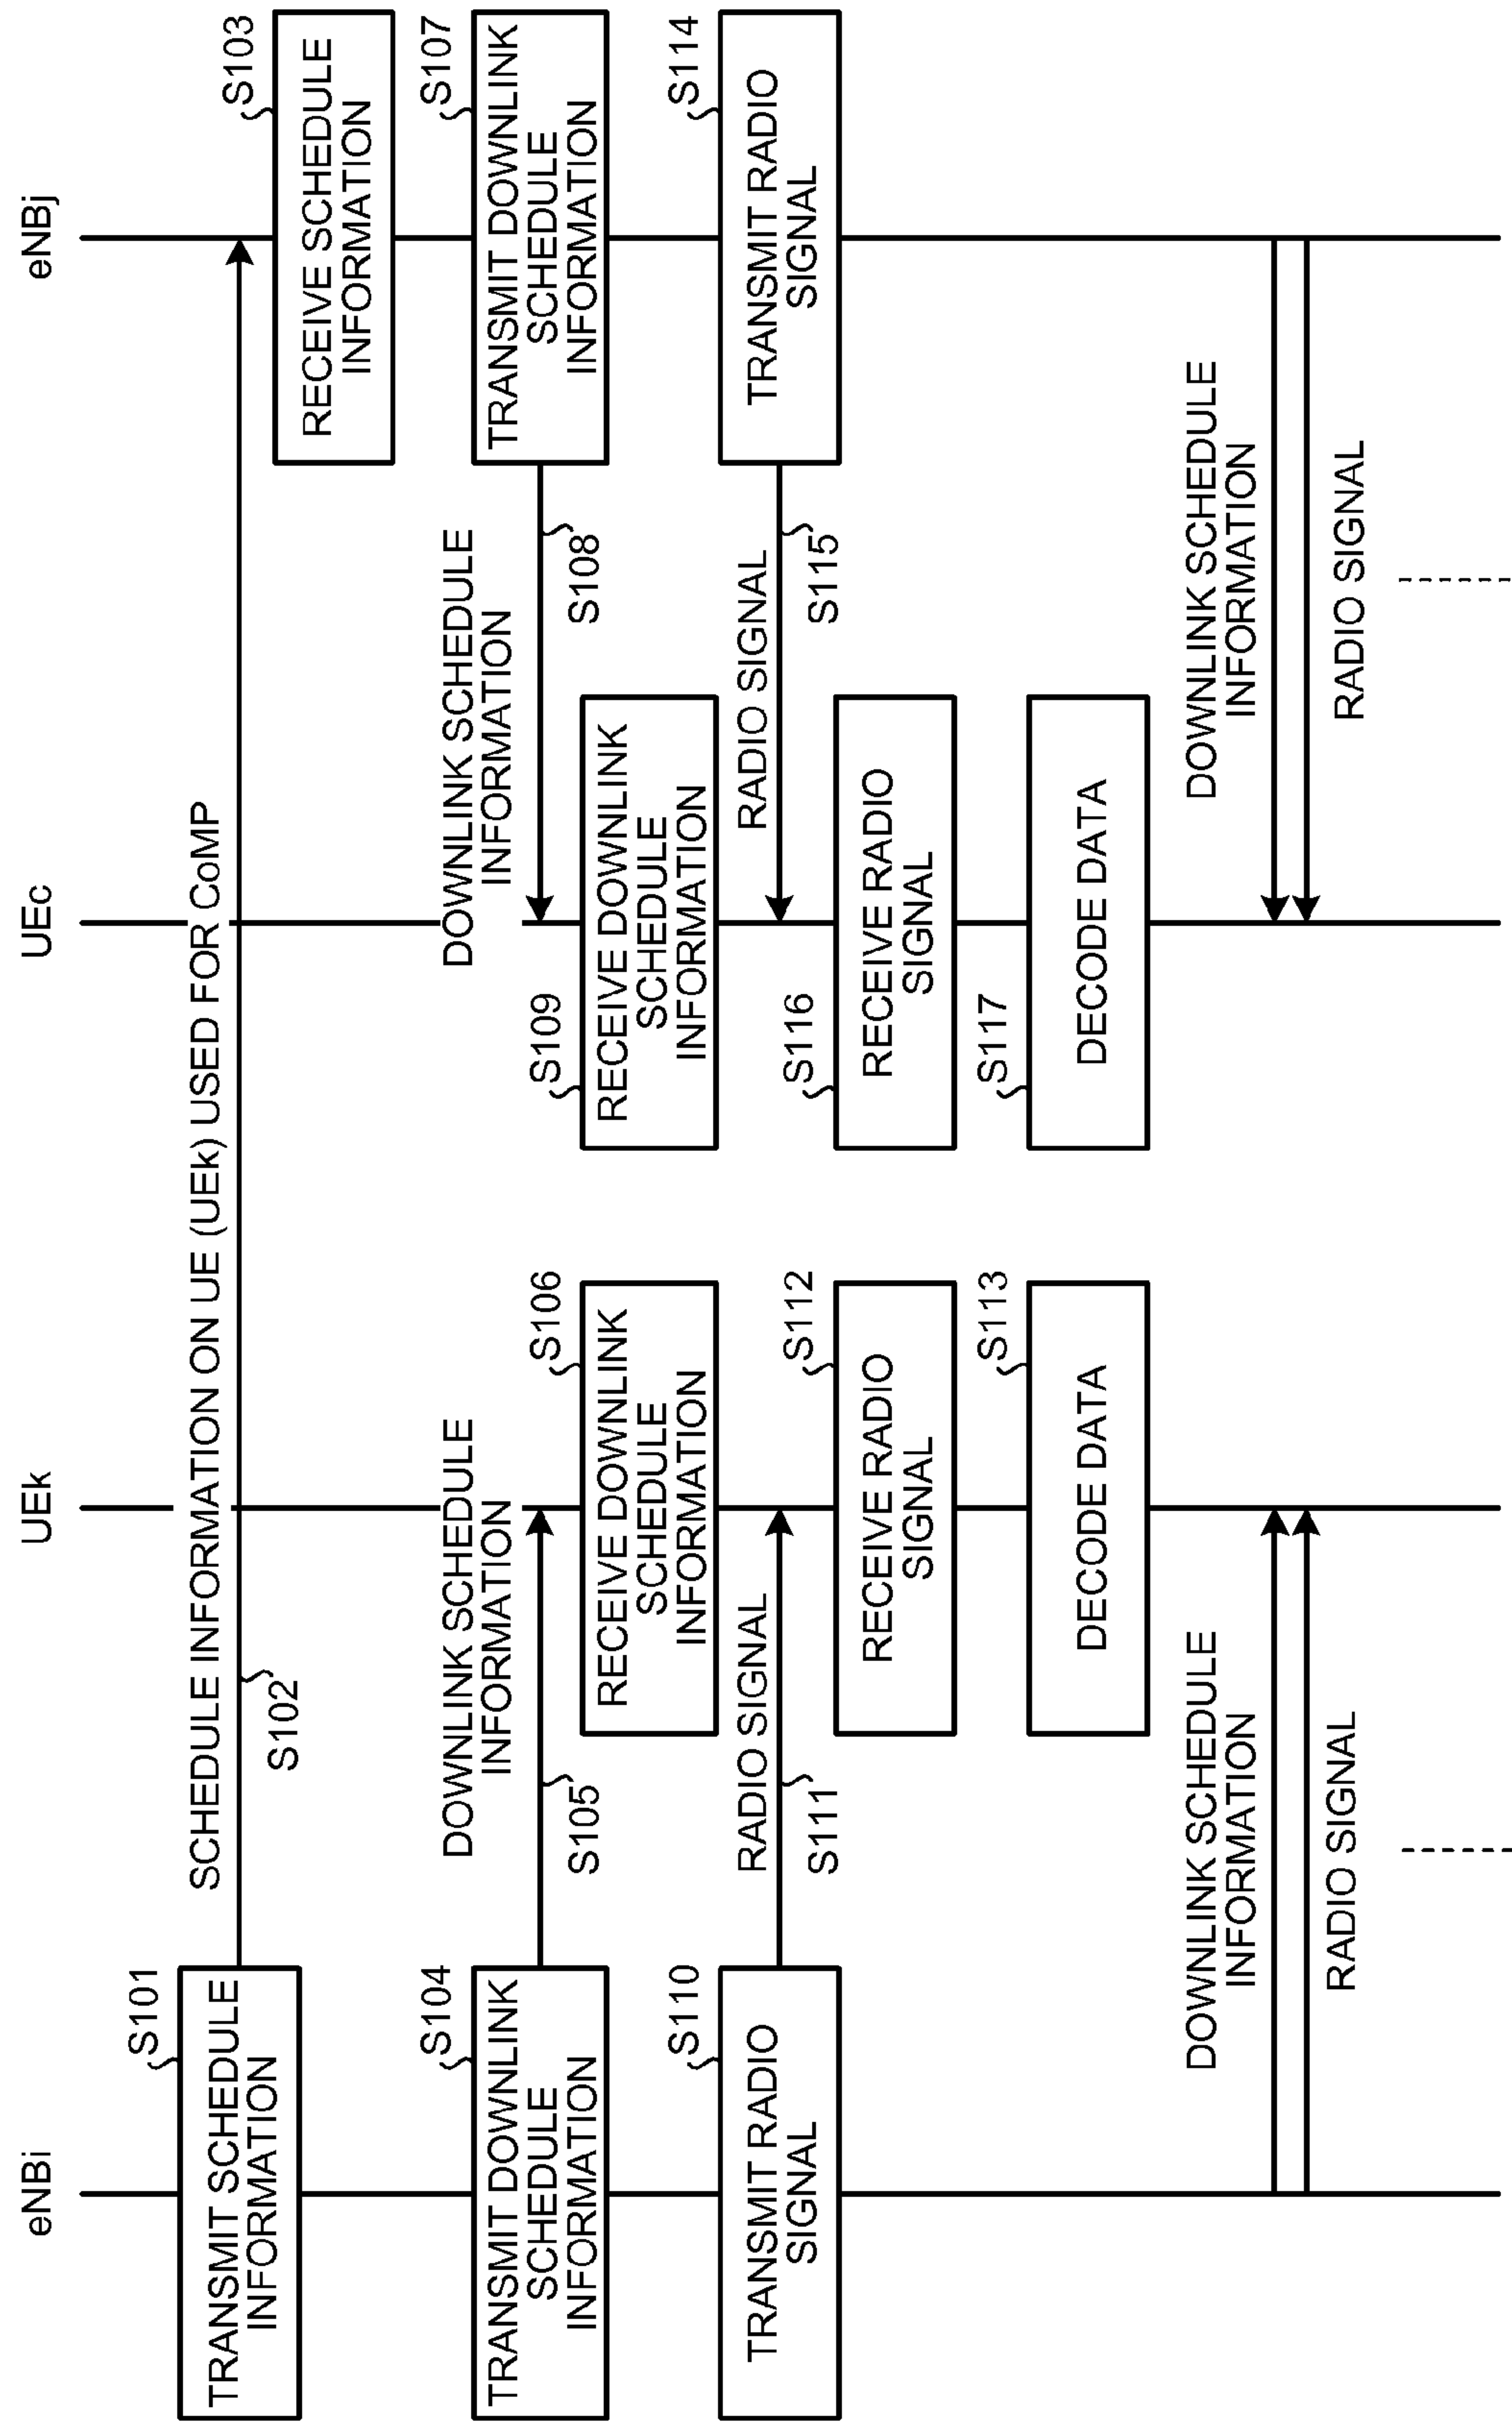 eNBi
UEk
UEc
eNBj
S101
TRANSMIT SCHEDULE
INFORMATION
SCHEDULE INFORMATION ON UE (UEk) USED FOR CoMP
S102
S103
RECEIVE SCHEDULE
INFORMATION
S104
TRANSMIT DOWNLINK
SCHEDULE
INFORMATION
DOWNLINK SCHEDULE
INFORMATION
S105
S106
RECEIVE DOWNLINK
SCHEDULE
INFORMATION
S107
TRANSMIT DOWNLINK
SCHEDULE
INFORMATION
DOWNLINK SCHEDULE
INFORMATION
S108
S109
RECEIVE DOWNLINK
SCHEDULE
INFORMATION
S110
TRANSMIT RADIO
SIGNAL
RADIO SIGNAL
S111
S112
RECEIVE RADIO
SIGNAL
S113
DECODE DATA
S114
TRANSMIT RADIO
SIGNAL
RADIO SIGNAL
S115
S116
RECEIVE RADIO
SIGNAL
S117
DECODE DATA
DOWNLINK SCHEDULE
INFORMATION
RADIO SIGNAL
DOWNLINK SCHEDULE
INFORMATION
RADIO SIGNAL